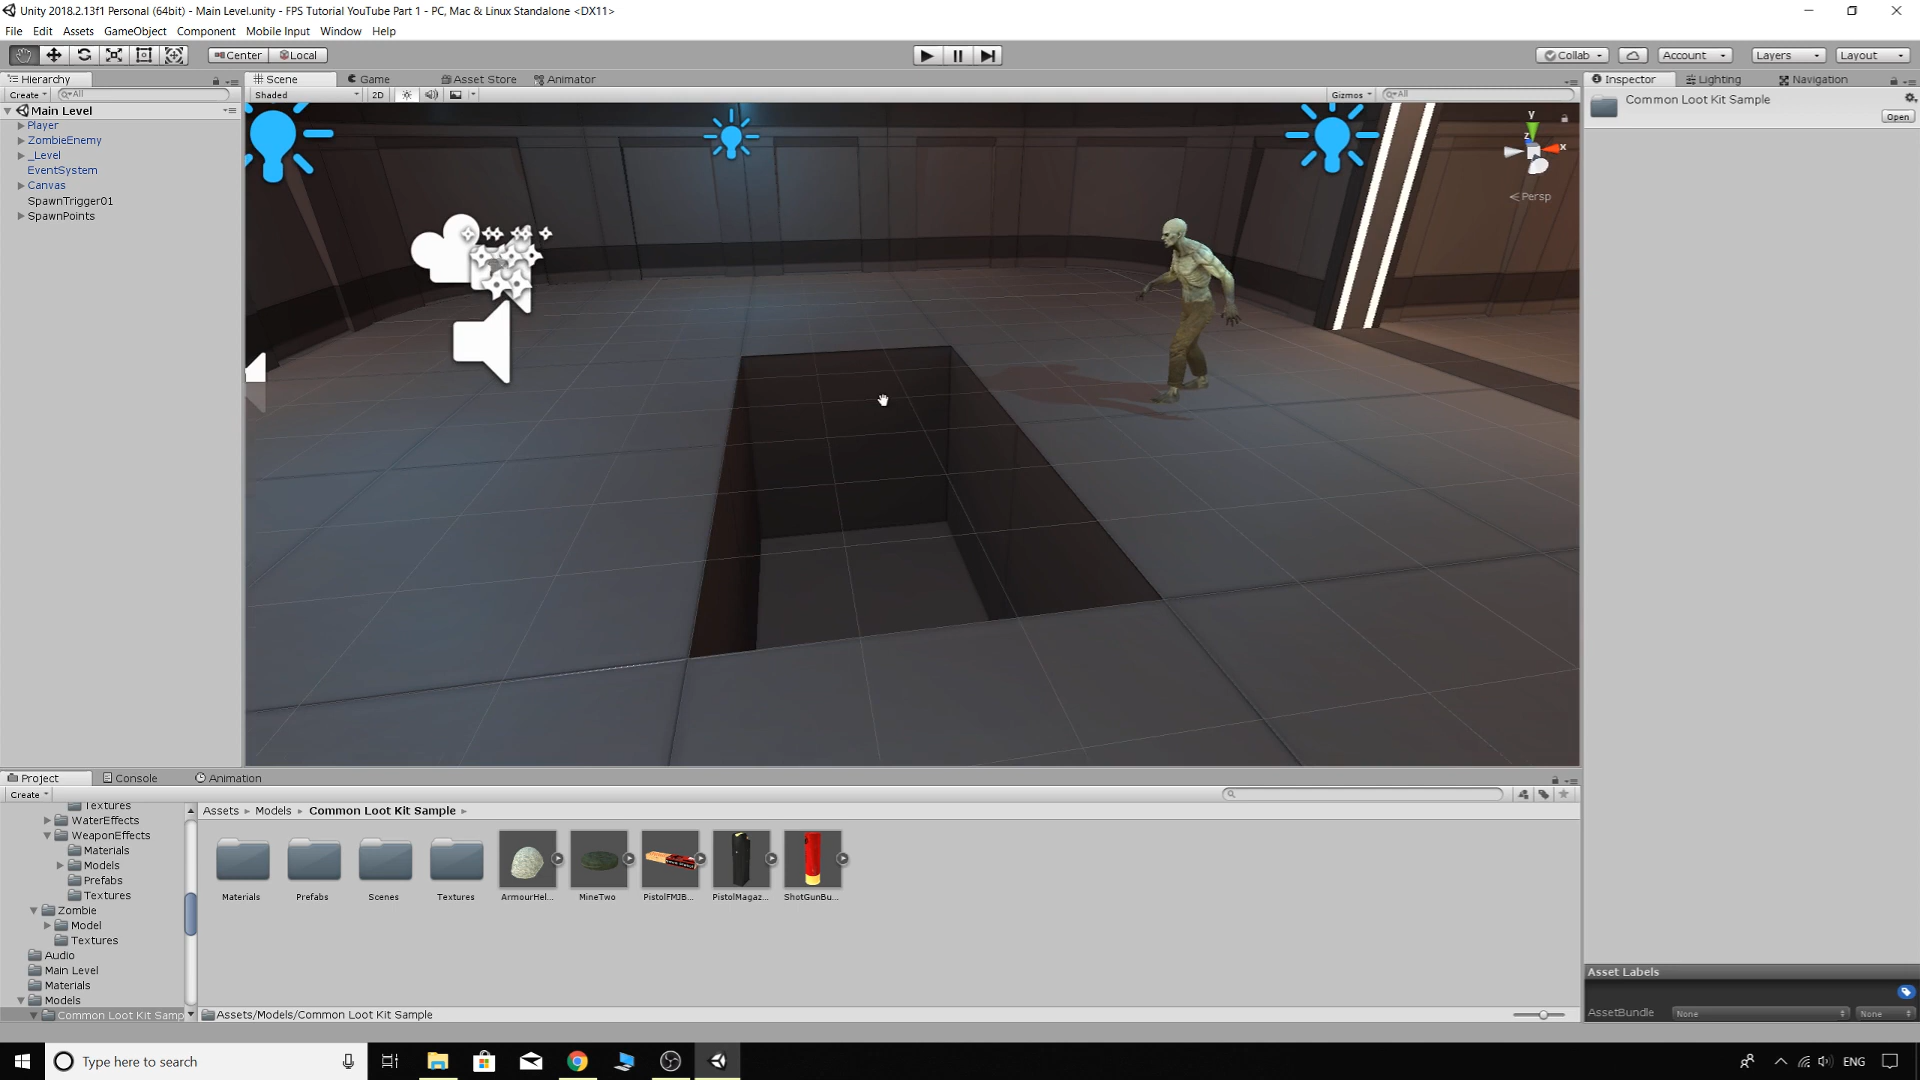 Unity 2018.2.13f1 Personal (64bit) - Main Level.unity - FPS Tutorial YouTube Part 1 - PC, Mac & Linux Standalone <DX11>
File Edit Assets GameObject Component Mobile Input Window Help
Center Local Collab Account Layers Layout
Hierarchy Scene Game Asset Store Animator Inspector Lighting Navigation
Create All Shaded 2D Gizmos All
Common Loot Kit Sample
Open
Main Level
Player
ZombieEnemy
_Level
EventSystem
Canvas
SpawnTrigger01
SpawnPoints
y
z
x
Persp
Project Console Animation
Create
Textures
WaterEffects
WeaponEffects
Materials
Models
Prefabs
Textures
Zombie
Model
Textures
Audio
Main Level
Materials
Models
Common Loot Kit Samp
Assets Models Common Loot Kit Sample
Materials Prefabs Scenes Textures ArmourHel... MineTwo PistolFMJB... PistolMagaz... ShotGunBu...
Assets/Models/Common Loot Kit Sample
Asset Labels
AssetBundle None None
Type here to search
ENG